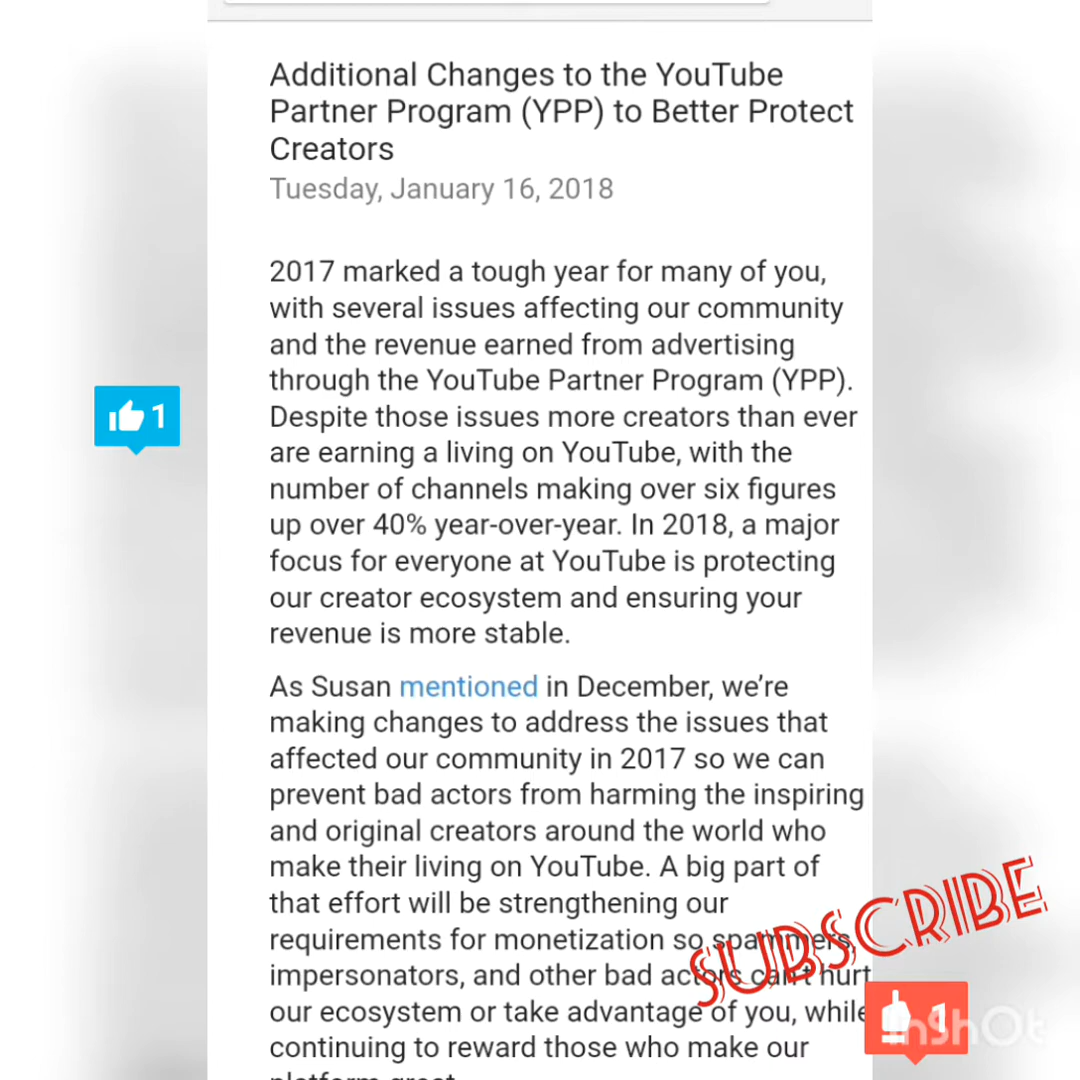 Additional Changes to the YouTube
Partner Program (YPP) to Better Protect
Creators
Tuesday, January 16, 2018
2017 marked a tough year for many of you,
with several issues affecting our community
and the revenue earned from advertising
through the YouTube Partner Program (YPP).
Despite those issues more creators than ever
are earning a living on YouTube, with the
number of channels making over six figures
up over 40% year-over-year. In 2018, a major
focus for everyone at YouTube is protecting
our creator ecosystem and ensuring your
revenue is more stable.
1
As Susan mentioned in December, we're
making changes to address the issues that
affected our community in 2017 so we can
prevent bad actors from harming the inspiring
and original creators around the world who
make their living on YouTube. A big part of
that effort will be strengthening our
requirements for monetization so spammers,
impersonators, and other bad actors can't hurt
our ecosystem or take advantage of you, while
continuing to reward those who make our
platform great.
SUBSCRIBE
1
InShOt